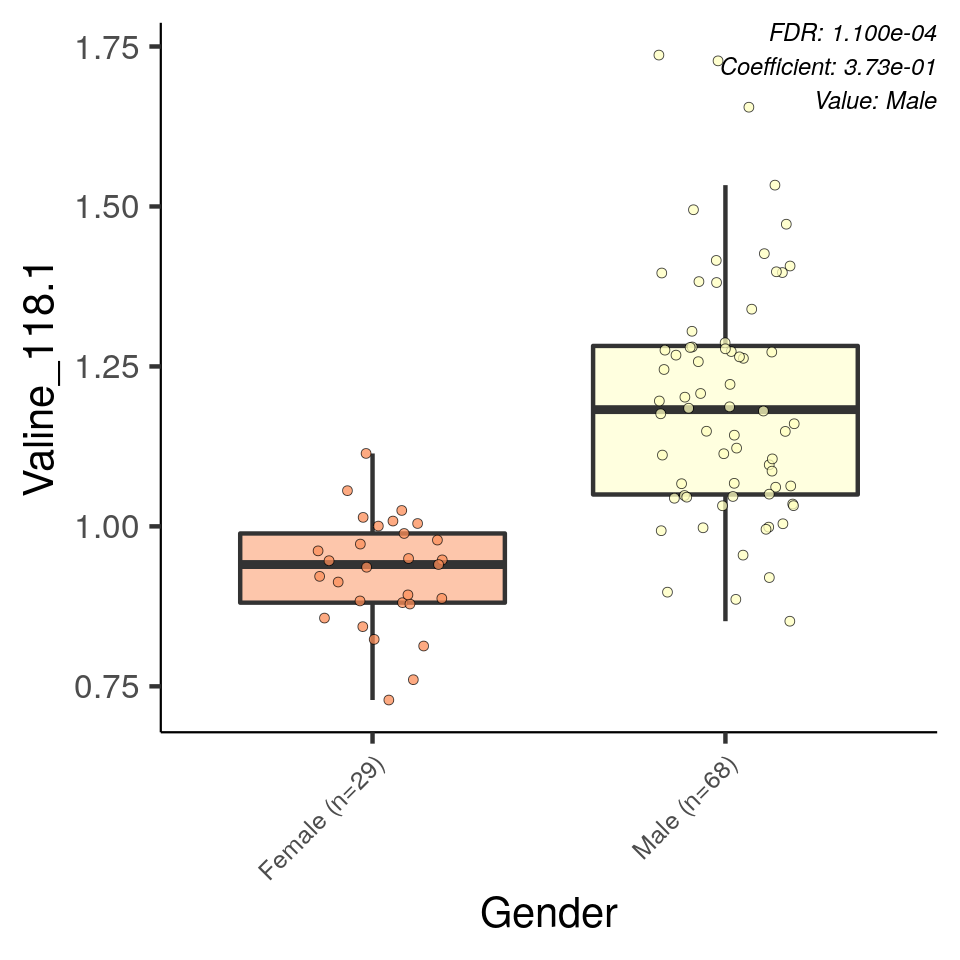 FDR: 1.100e-04
Coefficient: 3.73e-01
Value: Male
1.75
1.50
1.25
1.00
0.75
Valine_118.1
Female (n=29)
Male (n=68)
Gender